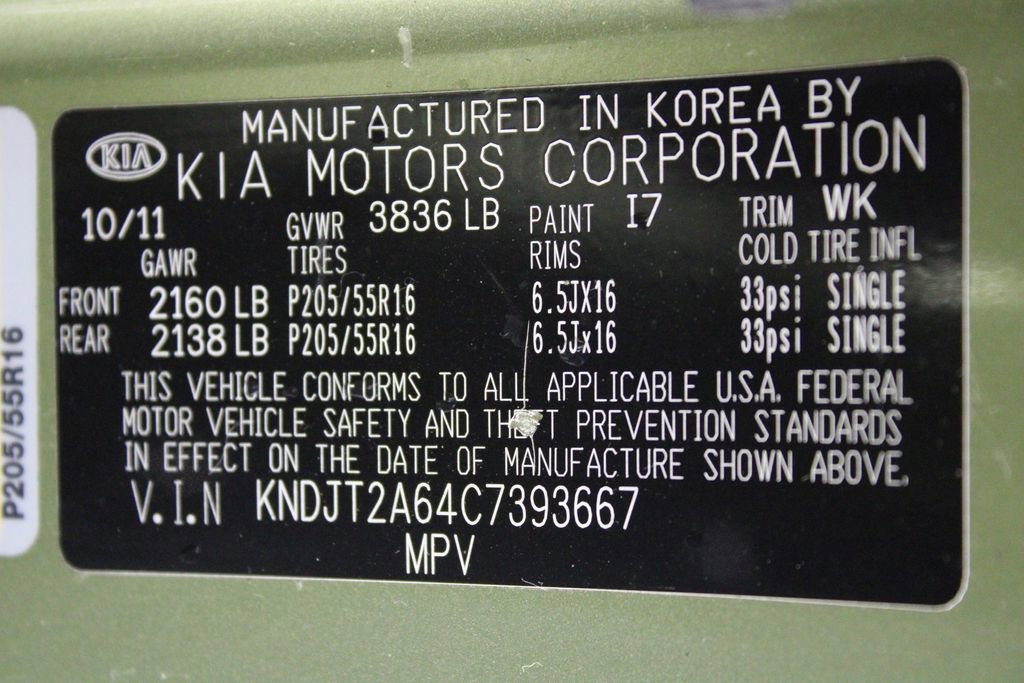 MANUFACTURED IN KOREA BY
KIA KIA MOTORS CORPORATION
10/11 GVWR 3836 LB PAINT I7 TRIM WK
GAWR TIRES RIMS COLD TIRE INFL
FRONT 2160 LB P205/55R16 6.5JX16 33psi SINGLE
REAR 2138 LB P205/55R16 6.5Jx16 33psi SINGLE
THIS VEHICLE CONFORMS TO ALL APPLICABLE U.S.A. FEDERAL
MOTOR VEHICLE SAFETY AND THEFT PREVENTION STANDARDS
IN EFFECT ON THE DATE OF MANUFACTURE SHOWN ABOVE.
V.I.N KNDJT2A64C7393667
MPV
P205/55R16